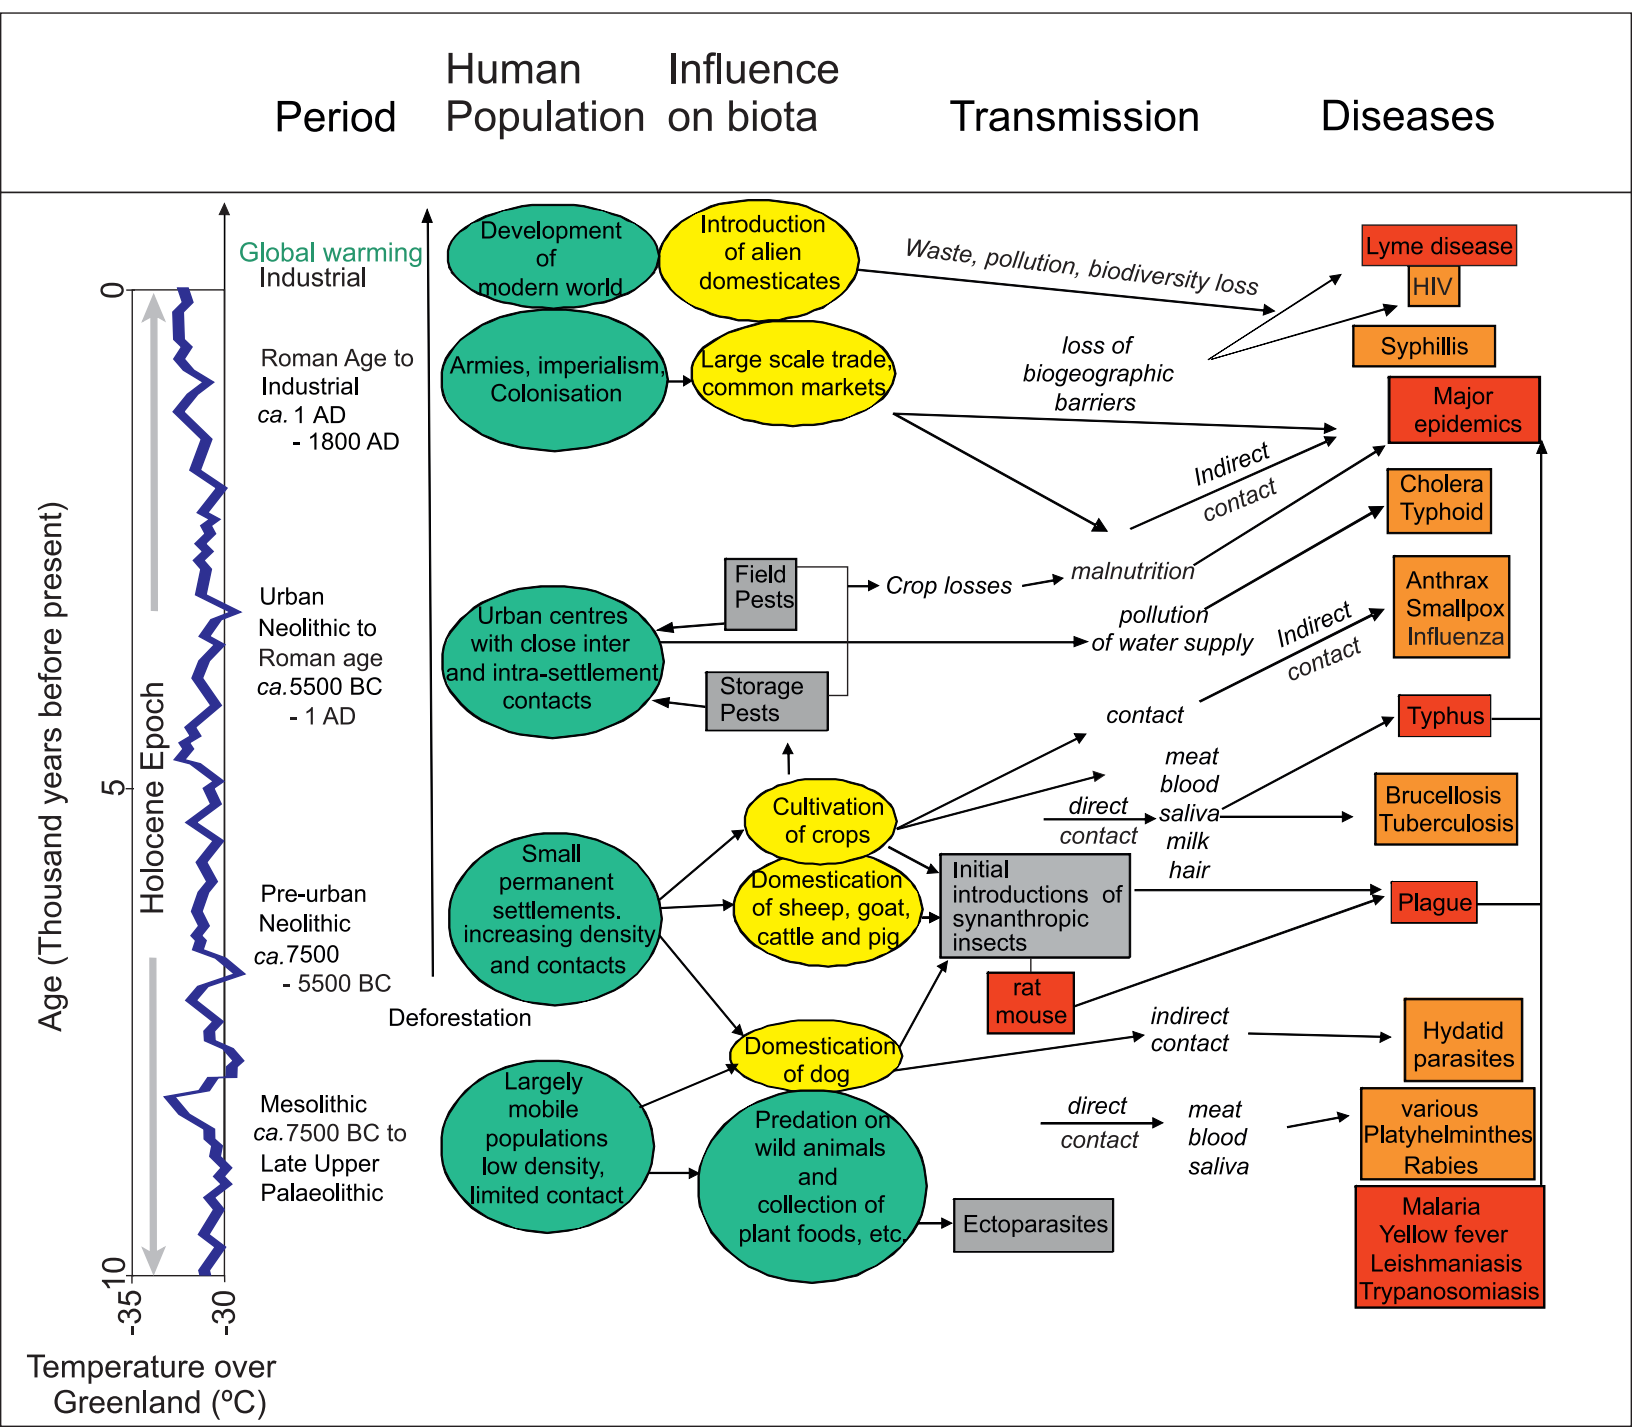 Human
Population
Influence
on biota
Period
Transmission
Diseases
Global warming
Industrial
Roman Age to
Industrial
ca. 1 AD
- 1800 AD
Urban
Neolithic to
Roman age
ca. 5500 BC
- 1 AD
Pre-urban
Neolithic
ca. 7500
- 5500 BC
Deforestation
Mesolithic
ca. 7500 BC to
Late Upper
Palaeolithic
Age (Thousand years before present)
Holocene Epoch
0
5
10
-35
-30
Temperature over
Greenland (ºC)
Development
of
modern world
Armies, imperialism,
Colonisation
Urban centres
with close inter
and intra-settlement
contacts
Small
permanent
settlements.
increasing density
and contacts
Largely
mobile
populations
low density,
limited contact
Introduction
of alien
domesticates
Large scale trade,
common markets
Field
Pests
Storage
Pests
Cultivation
of crops
Domestication
of sheep, goat,
cattle and pig
Domestication
of dog
Predation on
wild animals
and
collection of
plant foods, etc.
Waste, pollution, biodiversity loss
loss of
biogeographic
barriers
Indirect
contact
Crop losses
malnutrition
pollution
of water supply
Indirect
contact
contact
direct
contact
meat
blood
saliva
milk
hair
Initial
introductions of
synanthropic
insects
rat
mouse
indirect
contact
direct
contact
meat
blood
saliva
Ectoparasites
Lyme disease
HIV
Syphillis
Major
epidemics
Cholera
Typhoid
Anthrax
Smallpox
Influenza
Typhus
Brucellosis
Tuberculosis
Plague
Hydatid
parasites
various
Platyhelminthes
Rabies
Malaria
Yellow fever
Leishmaniasis
Trypanosomiasis